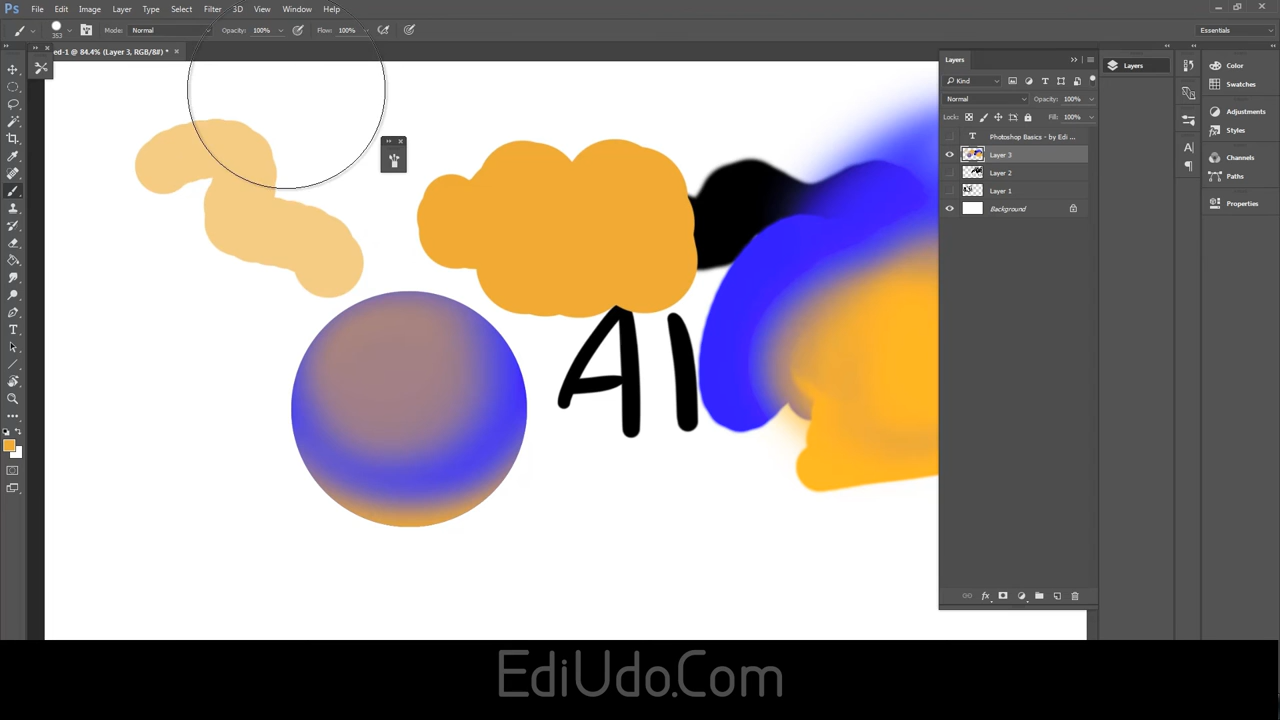 Ps File Edit Image Layer Type Select Filter 3D View Window Help
353 Mode: Normal Opacity: 100% Flow: 100% Essentials
ed-1 @ 84.4% (Layer 3, RGB/8#) *
Layers
Layers
Color
Kind
Swatches
Normal Opacity: 100%
Adjustments
Lock: Fill: 100%
Styles
Photoshop Basics - by Edi ...
Layer 3
Channels
Layer 2
Paths
Layer 1
Properties
Background
EdiUdo.Com